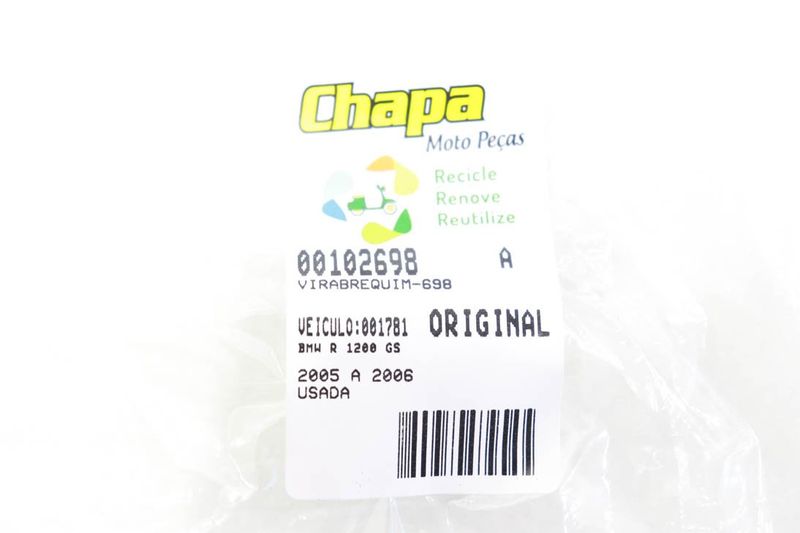 Chapa
Moto Peças
Recicle
Renove
Reutilize
00102698 A
VIRABREQUIM-698
VEICULO:001781 ORIGINAL
BMW R 1200 GS
2005 A 2006
USADA